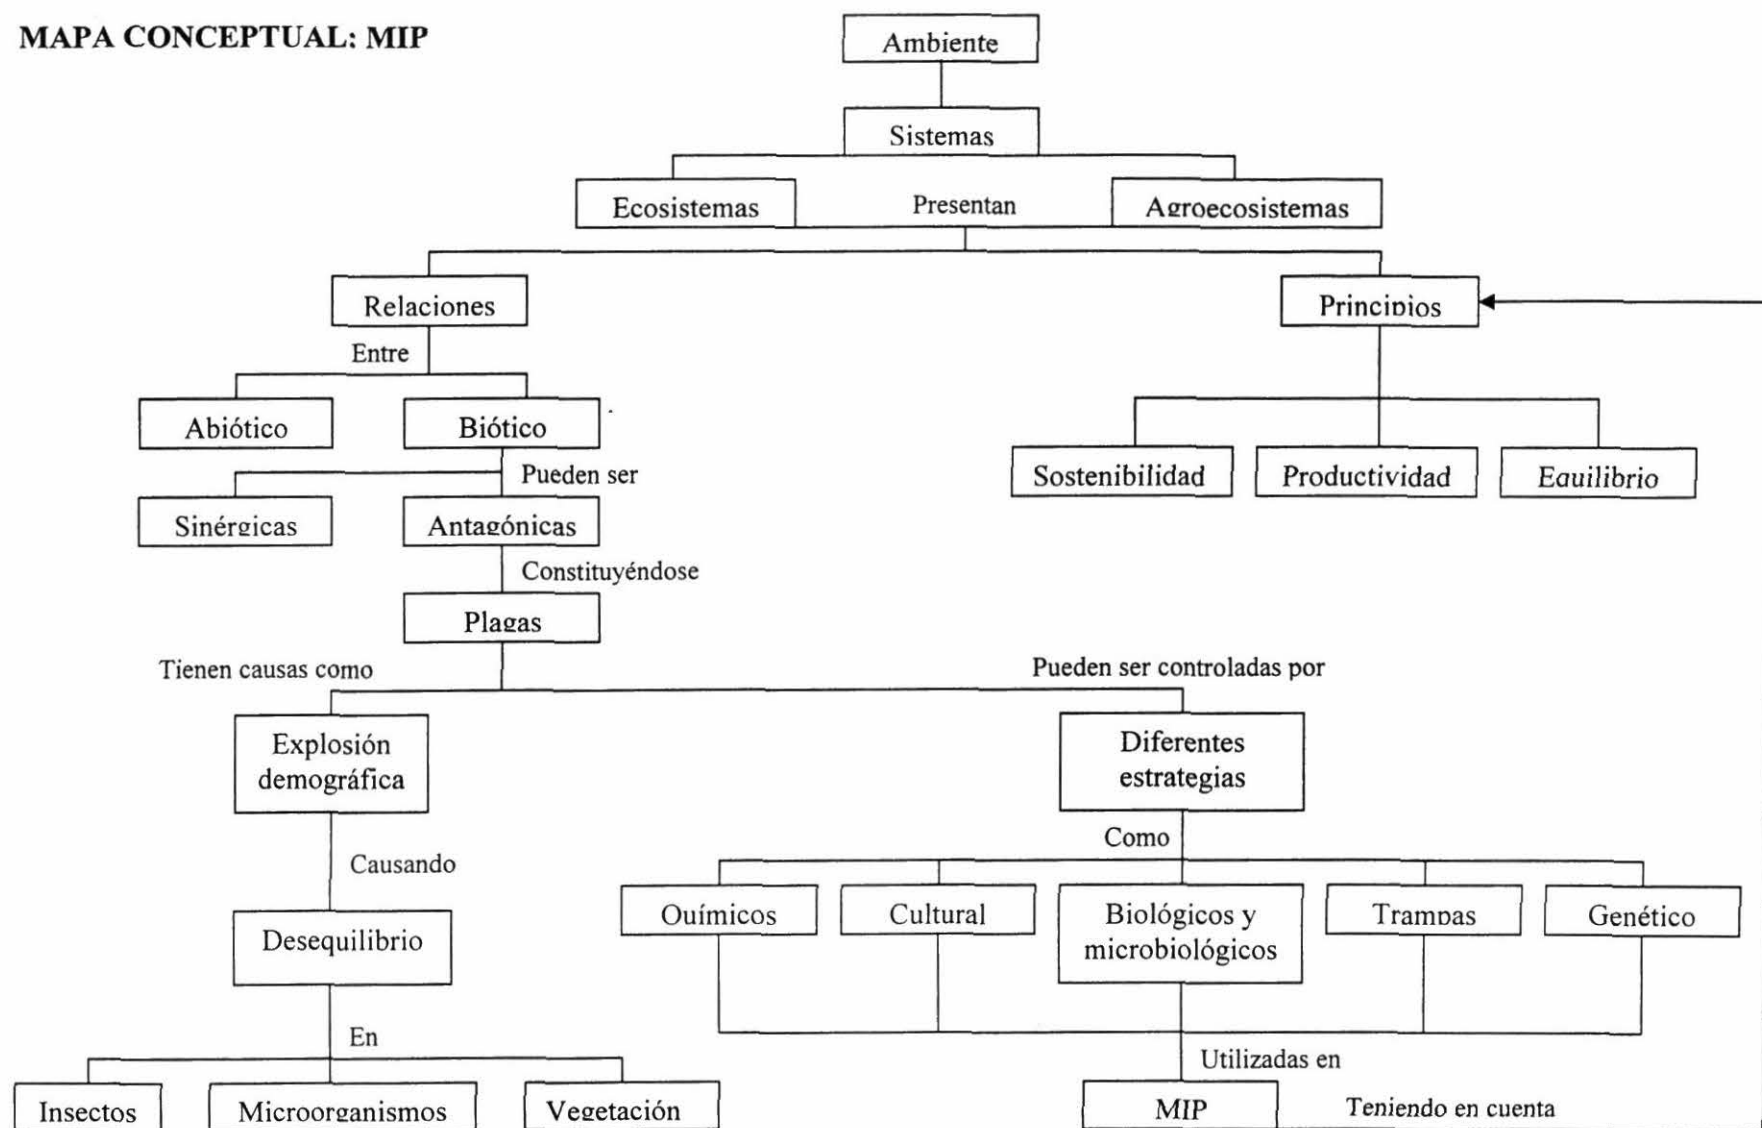 MAPA CONCEPTUAL: MIP
Ambiente
Sistemas
Ecosistemas
Presentan
Agroecosistemas
Relaciones
Principios
Entre
Abiótico
Biótico
Sostenibilidad
Productividad
Equilibrio
Pueden ser
Sinérgicas
Antagónicas
Constituyéndose
Plagas
Tienen causas como
Pueden ser controladas por
Explosión
demográfica
Diferentes
estrategias
Como
Causando
Químicos
Cultural
Biológicos y
microbiológicos
Trampas
Genético
Desequilibrio
En
Utilizadas en
Insectos
Microorganismos
Vegetación
MIP
Teniendo en cuenta